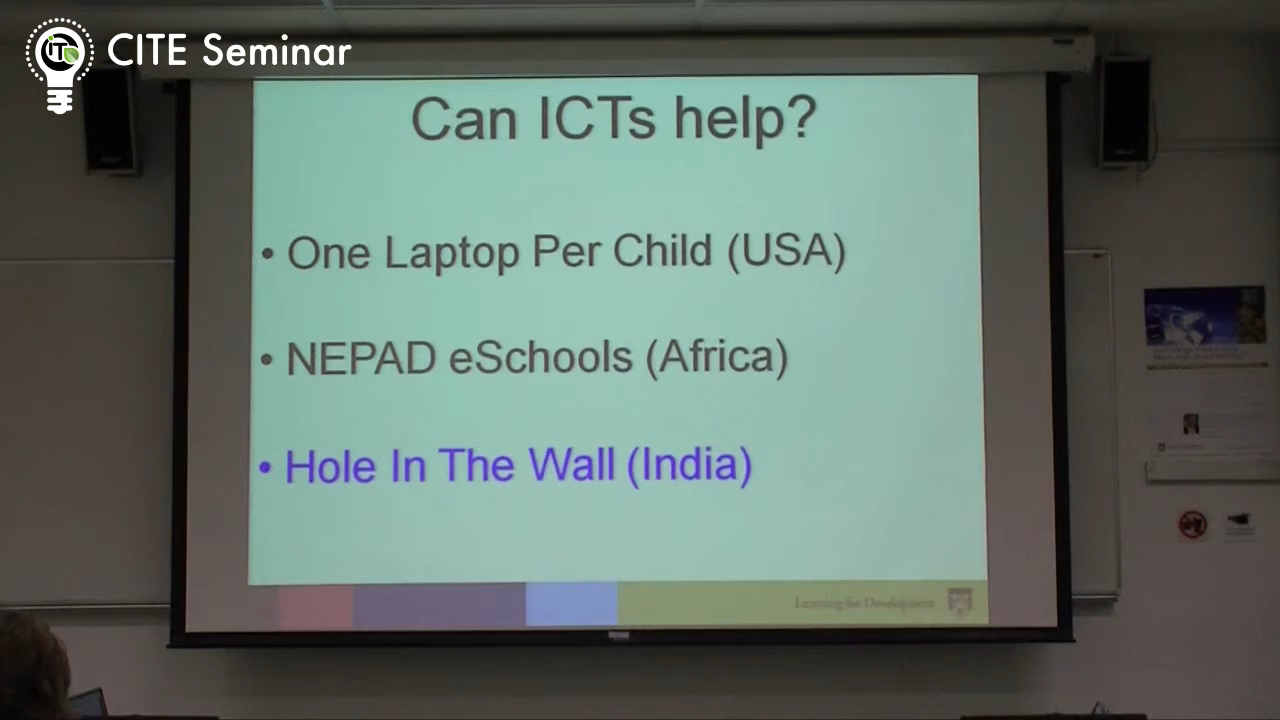 CITE Seminar
Can ICTs help?
• One Laptop Per Child (USA)
• NEPAD eSchools (Africa)
• Hole In The Wall (India)
Learning for Development